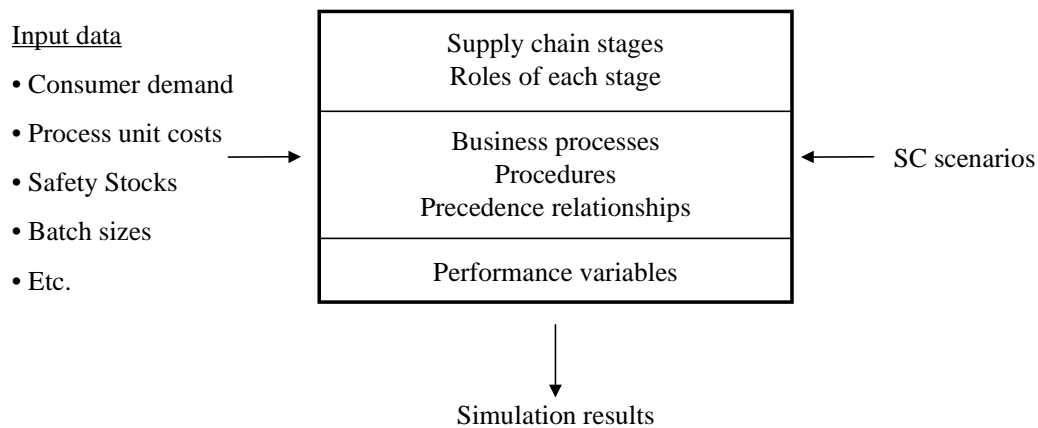 Input data
• Consumer demand
• Process unit costs
• Safety Stocks
• Batch sizes
• Etc.
Supply chain stages
Roles of each stage
Business processes
Procedures
Precedence relationships
Performance variables
SC scenarios
Simulation results